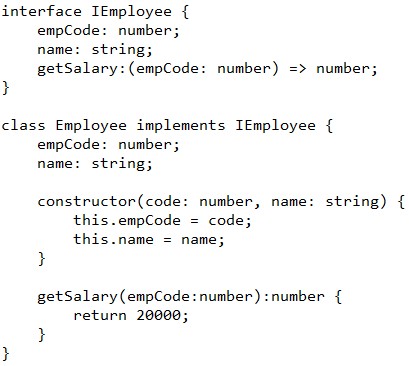 interface IEmployee {
    empCode: number;
    name: string;
    getSalary:(empCode: number) => number;
}

class Employee implements IEmployee {
    empCode: number;
    name: string;

    constructor(code: number, name: string) {
        this.empCode = code;
        this.name = name;
    }

    getSalary(empCode:number):number {
        return 20000;
    }
}